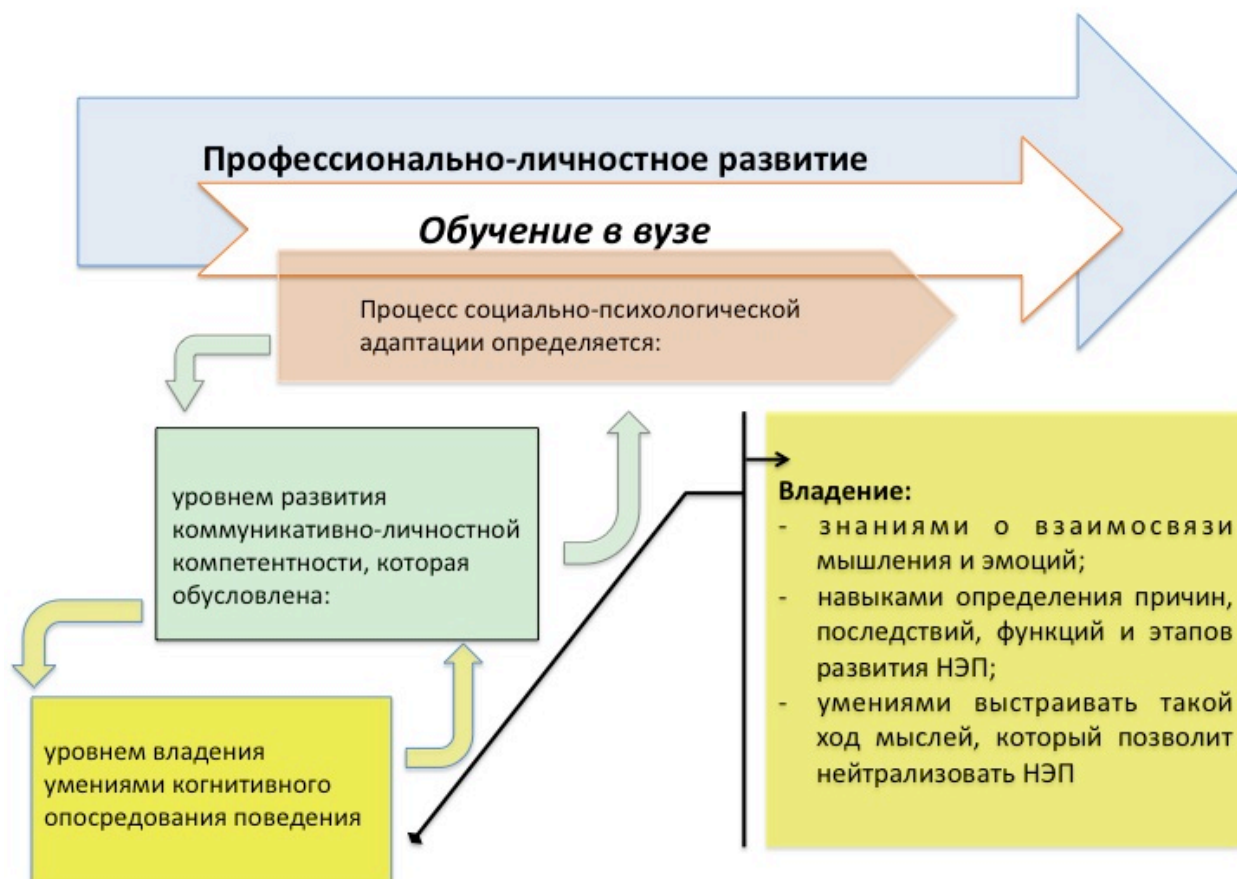 Профессионально-личностное развитие
Обучение в вузе
Процесс социально-психологической
адаптации определяется:
уровнем развития
коммуникативно-личностной
компетентности, которая
обусловлена:
уровнем владения
умениями когнитивного
опосредования поведения
Владение:
- знаниями о взаимосвязи
мышления и эмоций;
- навыками определения причин,
последствий, функций и этапов
развития НЭП;
- умениями выстраивать такой
ход мыслей, который позволит
нейтрализовать НЭП